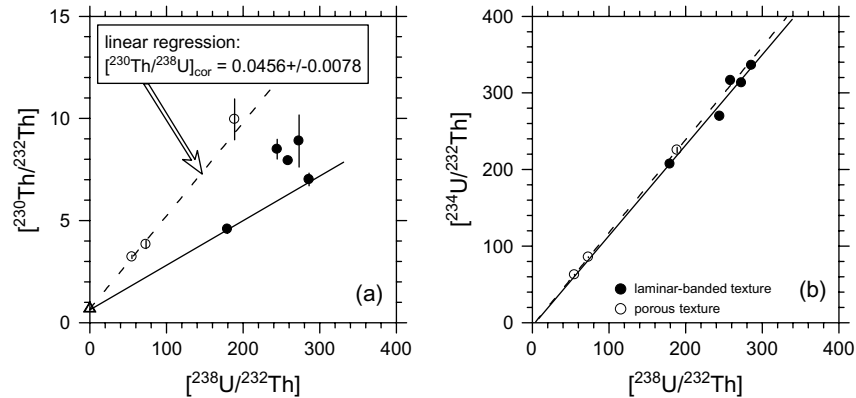 15
10
5
0
[²³⁰Th/²³²Th]
linear regression:
[²³⁰Th/²³⁸U]cor = 0.0456+/-0.0078
(a)
0 100 200 300 400
[²³⁸U/²³²Th]
400
300
200
100
0
[²³⁴U/²³²Th]
laminar-banded texture
porous texture
(b)
0 100 200 300 400
[²³⁸U/²³²Th]